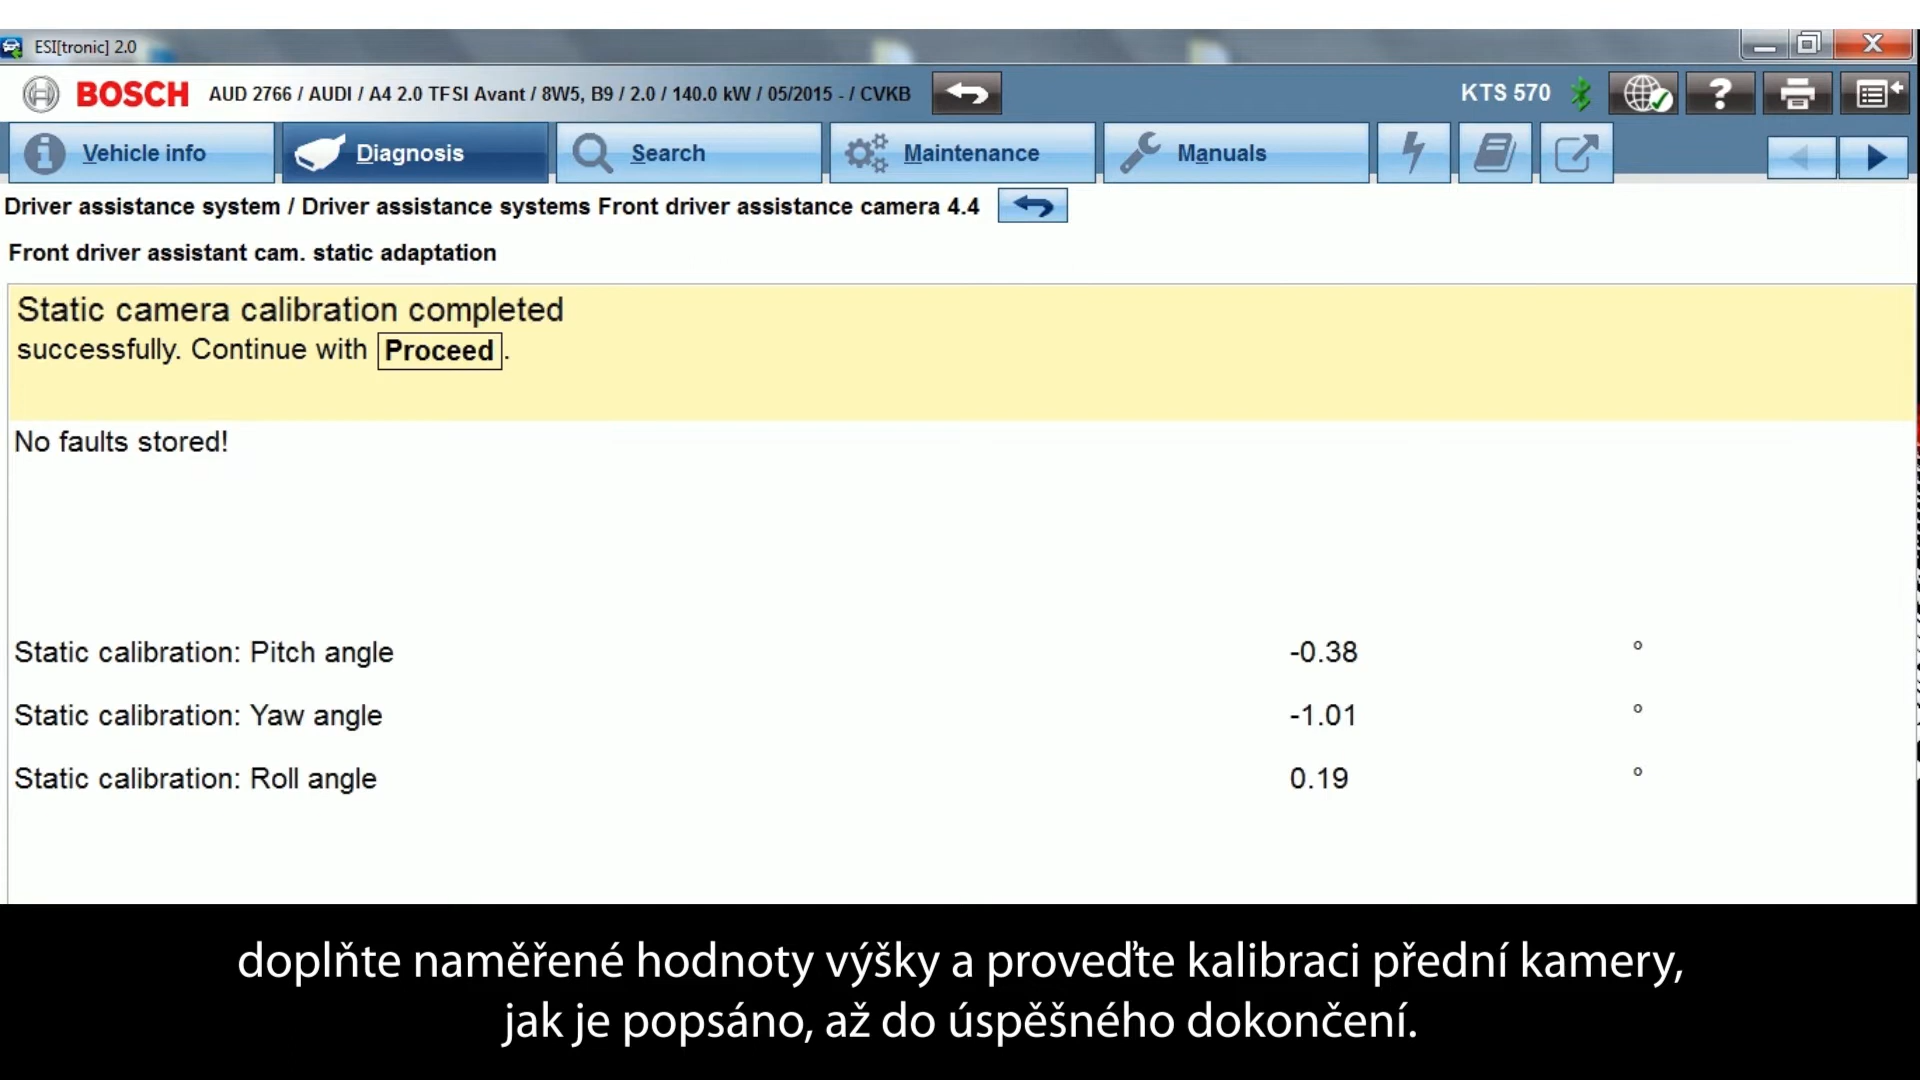 ESI[tronic] 2.0
BOSCH AUD 2766 / AUDI / A4 2.0 TFSI Avant / 8W5, B9 / 2.0 / 140.0 kW / 05/2015 - / CVKB KTS 570 ?
Vehicle info Diagnosis Search Maintenance Manuals
Driver assistance system / Driver assistance systems Front driver assistance camera 4.4
Front driver assistant cam. static adaptation
Static camera calibration completed
successfully. Continue with Proceed.
No faults stored!
Static calibration: Pitch angle -0.38 °
Static calibration: Yaw angle -1.01 °
Static calibration: Roll angle 0.19 °
doplňte naměřené hodnoty výšky a proveďte kalibraci přední kamery,
jak je popsáno, až do úspěšného dokončení.